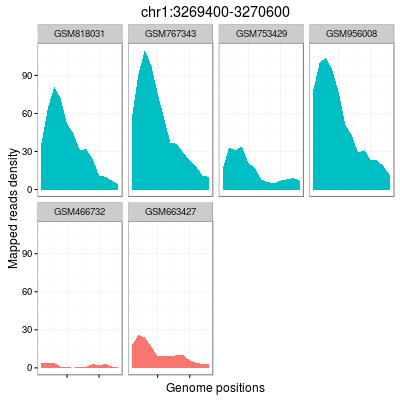 chr1:3269400-3270600
GSM818031 GSM767343 GSM753429 GSM956008
90
60
30
0
GSM466732 GSM663427
90
60
30
0
Mapped reads density
Genome positions